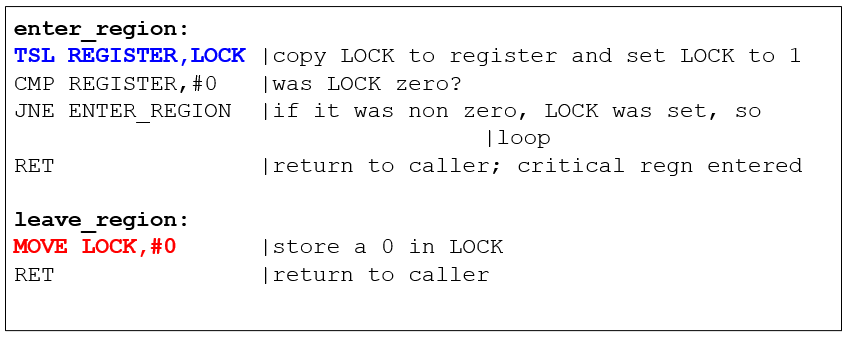 enter_region:
TSL REGISTER,LOCK |copy LOCK to register and set LOCK to 1
CMP REGISTER,#0 |was LOCK zero?
JNE ENTER_REGION |if it was non zero, LOCK was set, so
|loop
RET |return to caller; critical regn entered
leave_region:
MOVE LOCK,#0 |store a 0 in LOCK
RET |return to caller